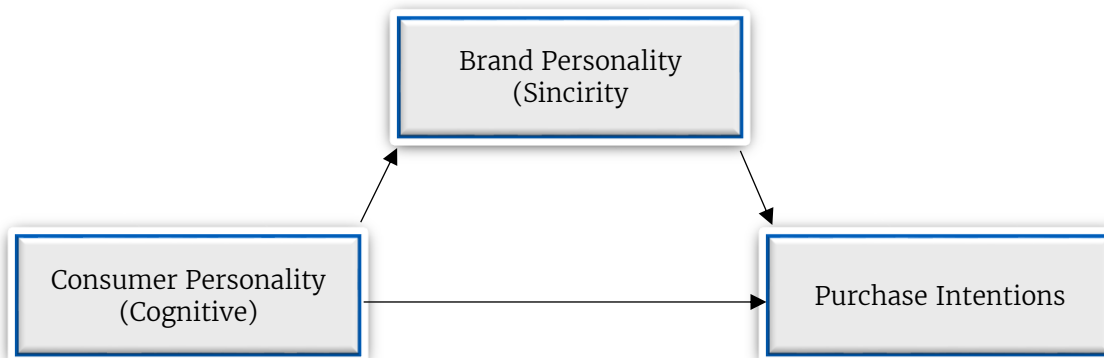 Brand Personality
(Sincirity
Consumer Personality
(Cognitive)
Purchase Intentions